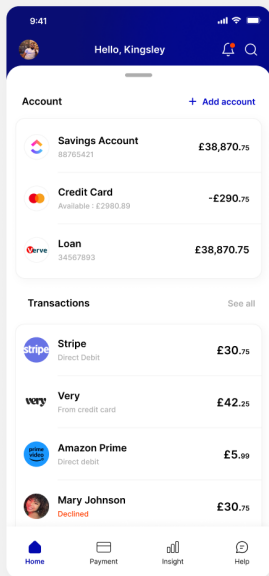 9:41
Hello, Kingsley
Account
+ Add account
Savings Account
88765421
£38,870.75
Credit Card
Available : £2980.89
-£290.75
Verve
Loan
34567893
£38,870.75
Transactions
See all
stripe
Stripe
Direct Debit
£30.75
very
Very
From credit card
£42.25
prime
video
Amazon Prime
Direct debit
£5.99
Mary Johnson
Declined
£30.75
Home
Payment
Insight
Help